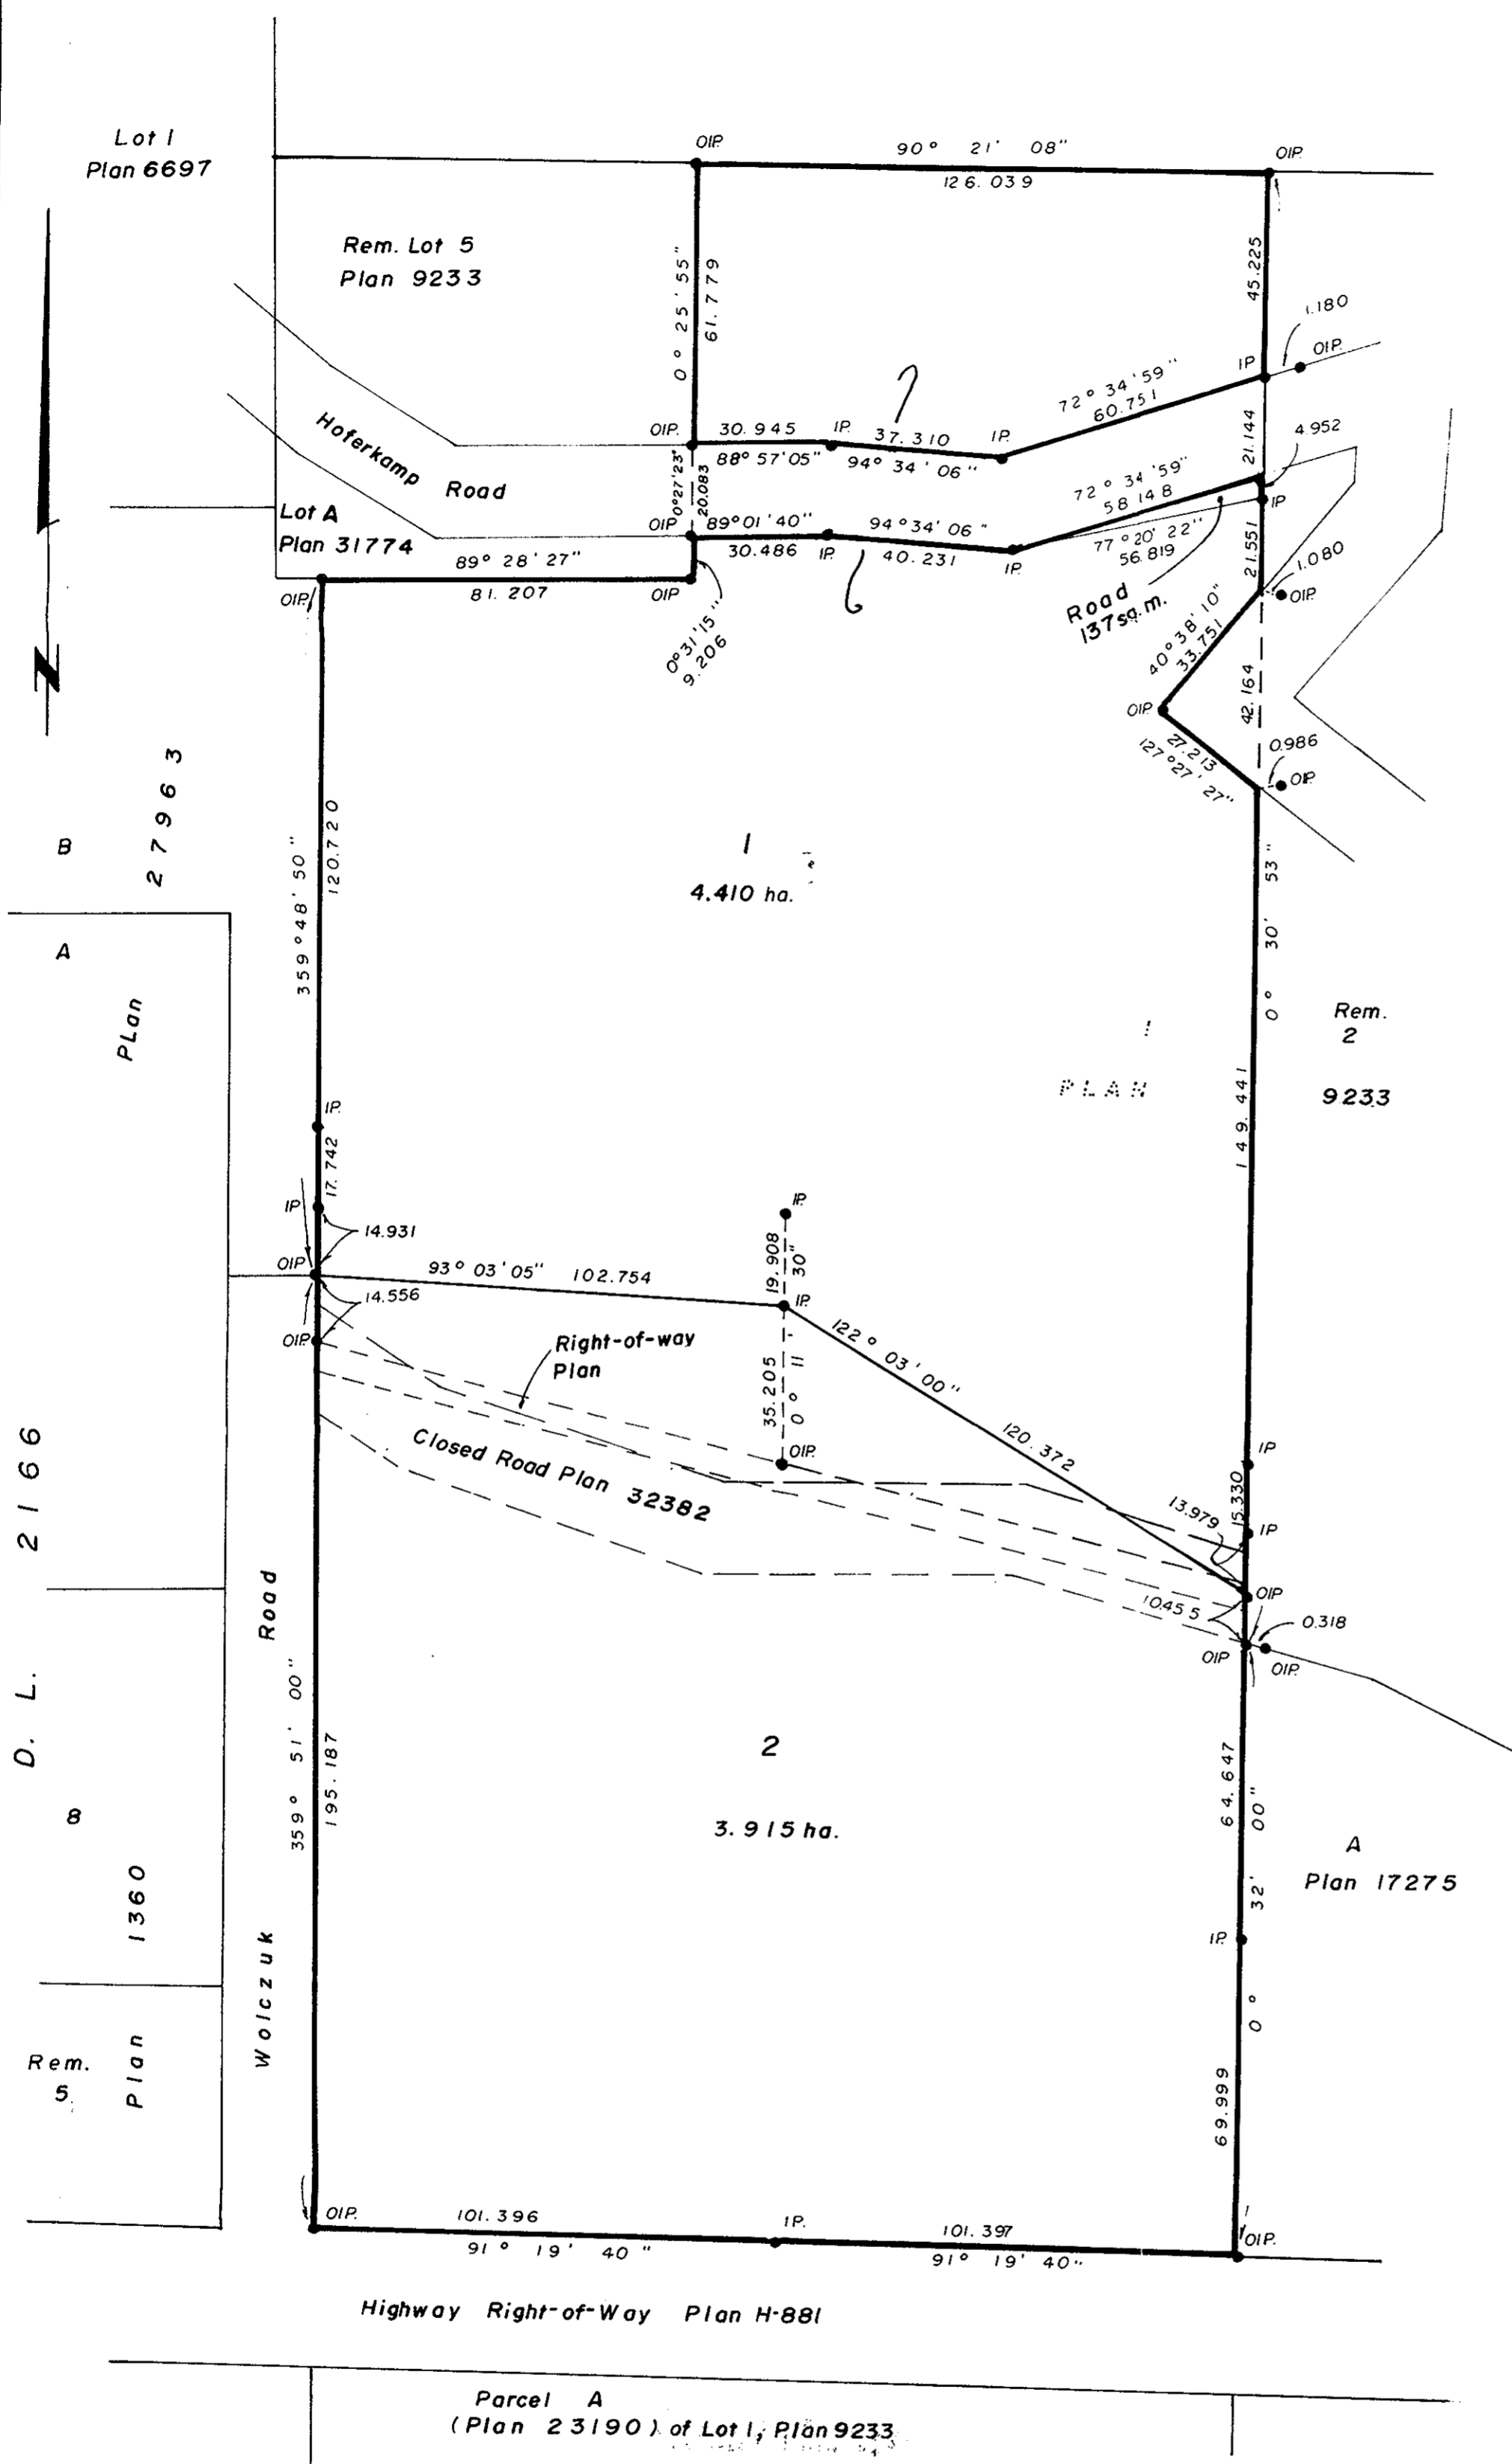 Lot 1
Plan 6697
OIP.
90° 21' 08"
126.039
OIP.
Rem. Lot 5
Plan 9233
0° 25' 55"
61.779
45.225
1.180
OIP.
IP
72° 34' 59"
60.751
Hoferkamp Road
OIP.
30.945
IP.
37.310
IP.
88° 57' 05"
94° 34' 06"
21.144
4.952
0° 27' 23"
20.083
72° 34' 59"
58.148
IP
Lot A
Plan 31774
OIP
89° 01' 40"
94° 34' 06"
30.486
IP.
40.231
IP.
77° 20' 22"
56.819
21.551
1.080
OIP.
89° 28' 27"
81.207
OIP.
OIP.
0° 31' 15"
9.206
Road
137 sq. m.
40° 38' 10"
33.751
42.164
OIP.
27.213
127° 27' 27"
0.986
OIP.
B
27963
A
Plan
359° 48' 50"
120.720
1
4.410 ha.
0° 30' 53"
149.441
1
PLAN
Rem.
2
9233
IP.
17.742
IP
14.931
OIP.
93° 03' 05" 102.754
14.556
OIP.
IP.
19.908
IP.
35.205
0° 11' 30"
OIP.
Right-of-way
Plan
Closed Road Plan 32382
122° 03' 00"
120.372
IP
15.330
13.979
IP
OIP
10.455
0.318
OIP
OIP.
D. L. 2166
8
Plan 1360
Rem.
5
Wolczuk Road
359° 51' 00"
195.187
2
3.915 ha.
64.647
0° 32' 00"
IP.
69.999
A
Plan 17275
OIP.
101.396
IP.
101.397
OIP.
91° 19' 40"
91° 19' 40"
Highway Right-of-Way Plan H-881
Parcel A
(Plan 23190) of Lot 1, Plan 9233